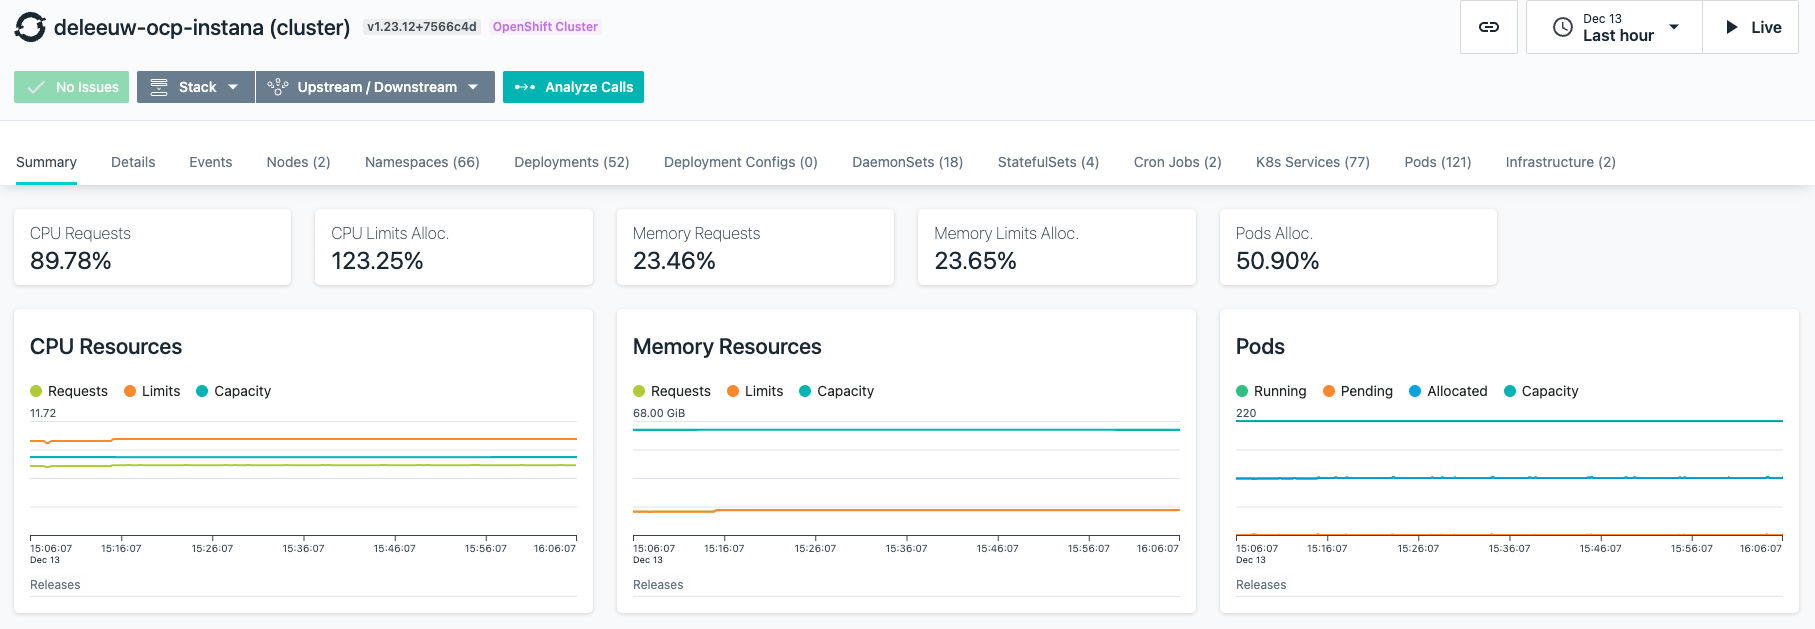 deleeuw-ocp-instana (cluster) v1.23.12+7566c4d OpenShift Cluster
Dec 13
Last hour
Live
No Issues Stack Upstream / Downstream Analyze Calls
Summary Details Events Nodes (2) Namespaces (66) Deployments (52) Deployment Configs (0) DaemonSets (18) StatefulSets (4) Cron Jobs (2) K8s Services (77) Pods (121) Infrastructure (2)
CPU Requests
89.78%
CPU Limits Alloc.
123.25%
Memory Requests
23.46%
Memory Limits Alloc.
23.65%
Pods Alloc.
50.90%
CPU Resources
Requests Limits Capacity
11.72
15:06:07 15:16:07 15:26:07 15:36:07 15:46:07 15:56:07 16:06:07
Dec 13
Releases
Memory Resources
Requests Limits Capacity
68.00 GiB
15:06:07 15:16:07 15:26:07 15:36:07 15:46:07 15:56:07 16:06:07
Dec 13
Releases
Pods
Running Pending Allocated Capacity
220
15:06:07 15:16:07 15:26:07 15:36:07 15:46:07 15:56:07 16:06:07
Dec 13
Releases